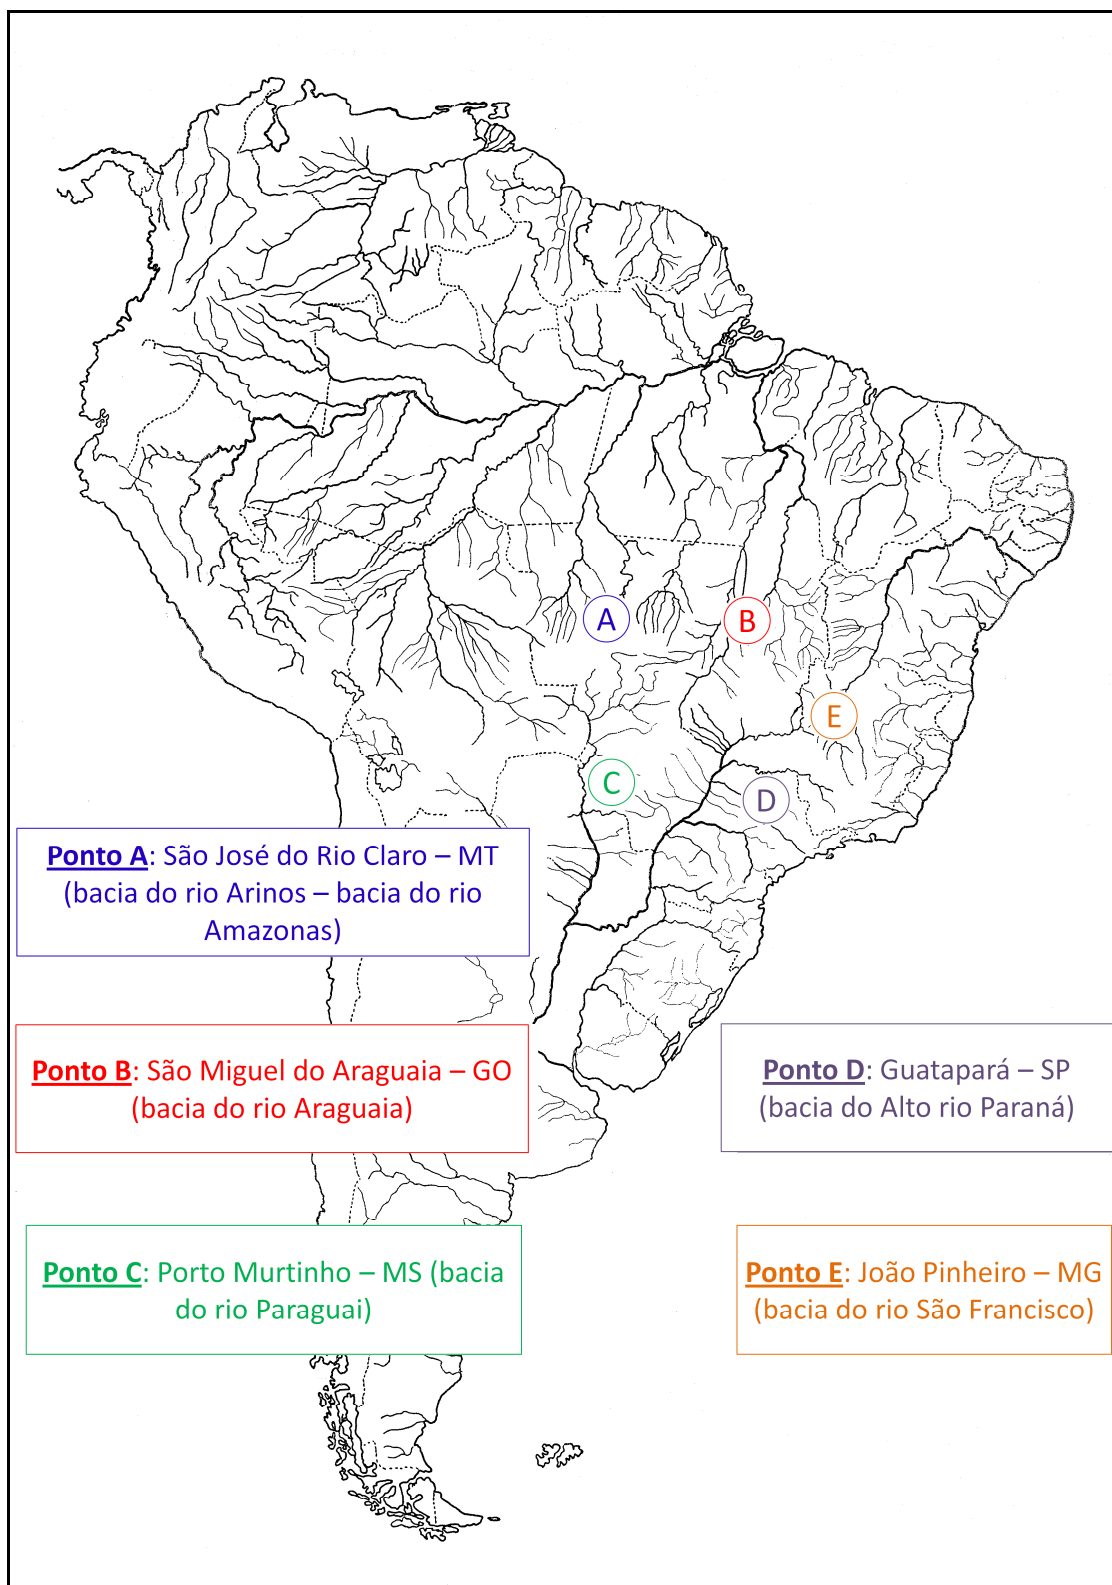 A
B
E
C
D
Ponto A: São José do Rio Claro – MT
(bacia do rio Arinos – bacia do rio
Amazonas)
Ponto B: São Miguel do Araguaia – GO
(bacia do rio Araguaia)
Ponto D: Guatapará – SP
(bacia do Alto rio Paraná)
Ponto C: Porto Murtinho – MS (bacia
do rio Paraguai)
Ponto E: João Pinheiro – MG
(bacia do rio São Francisco)